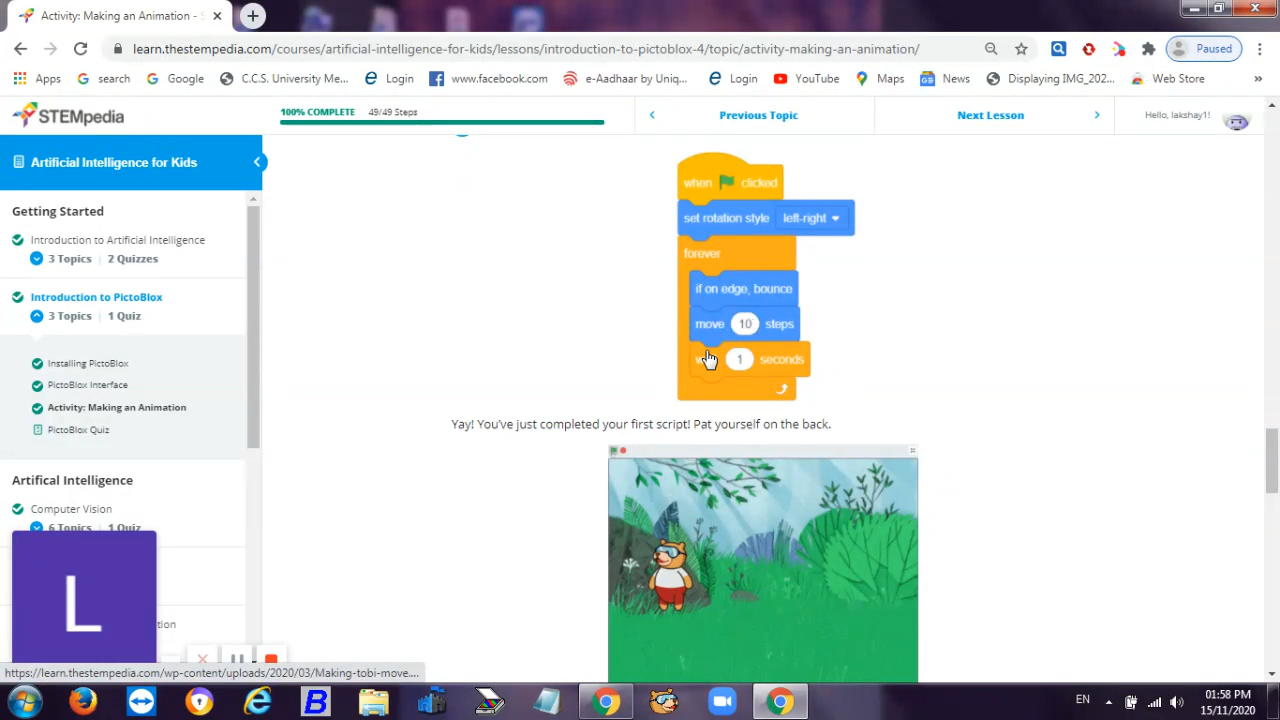 Activity: Making an Animation - S
Paused
learn.thestempedia.com/courses/artificial-intelligence-for-kids/lessons/introduction-to-pictoblox-4/topic/activity-making-an-animation/
Apps
search
Google
C.C.S. University Me...
Login
www.facebook.com
e-Aadhaar by Uniq...
Login
YouTube
Maps
News
Displaying IMG_202...
Web Store
»
STEMpedia
100% COMPLETE 49/49 Steps
Previous Topic
Next Lesson
Hello, lakshay1!
Artificial Intelligence for Kids
Getting Started
Introduction to Artificial Intelligence
3 Topics | 2 Quizzes
Introduction to PictoBlox
3 Topics | 1 Quiz
Installing PictoBlox
PictoBlox Interface
Activity: Making an Animation
PictoBlox Quiz
Artifical Intelligence
Computer Vision
6 Topics | 1 Quiz
tion
L
when clicked
set rotation style left-right
forever
if on edge, bounce
move 10 steps
1 seconds
Yay! You've just completed your first script! Pat yourself on the back.
https://learn.thestempedia.com/wp-content/uploads/2020/03/Making-tobi-move....
EN
01:58 PM
15/11/2020